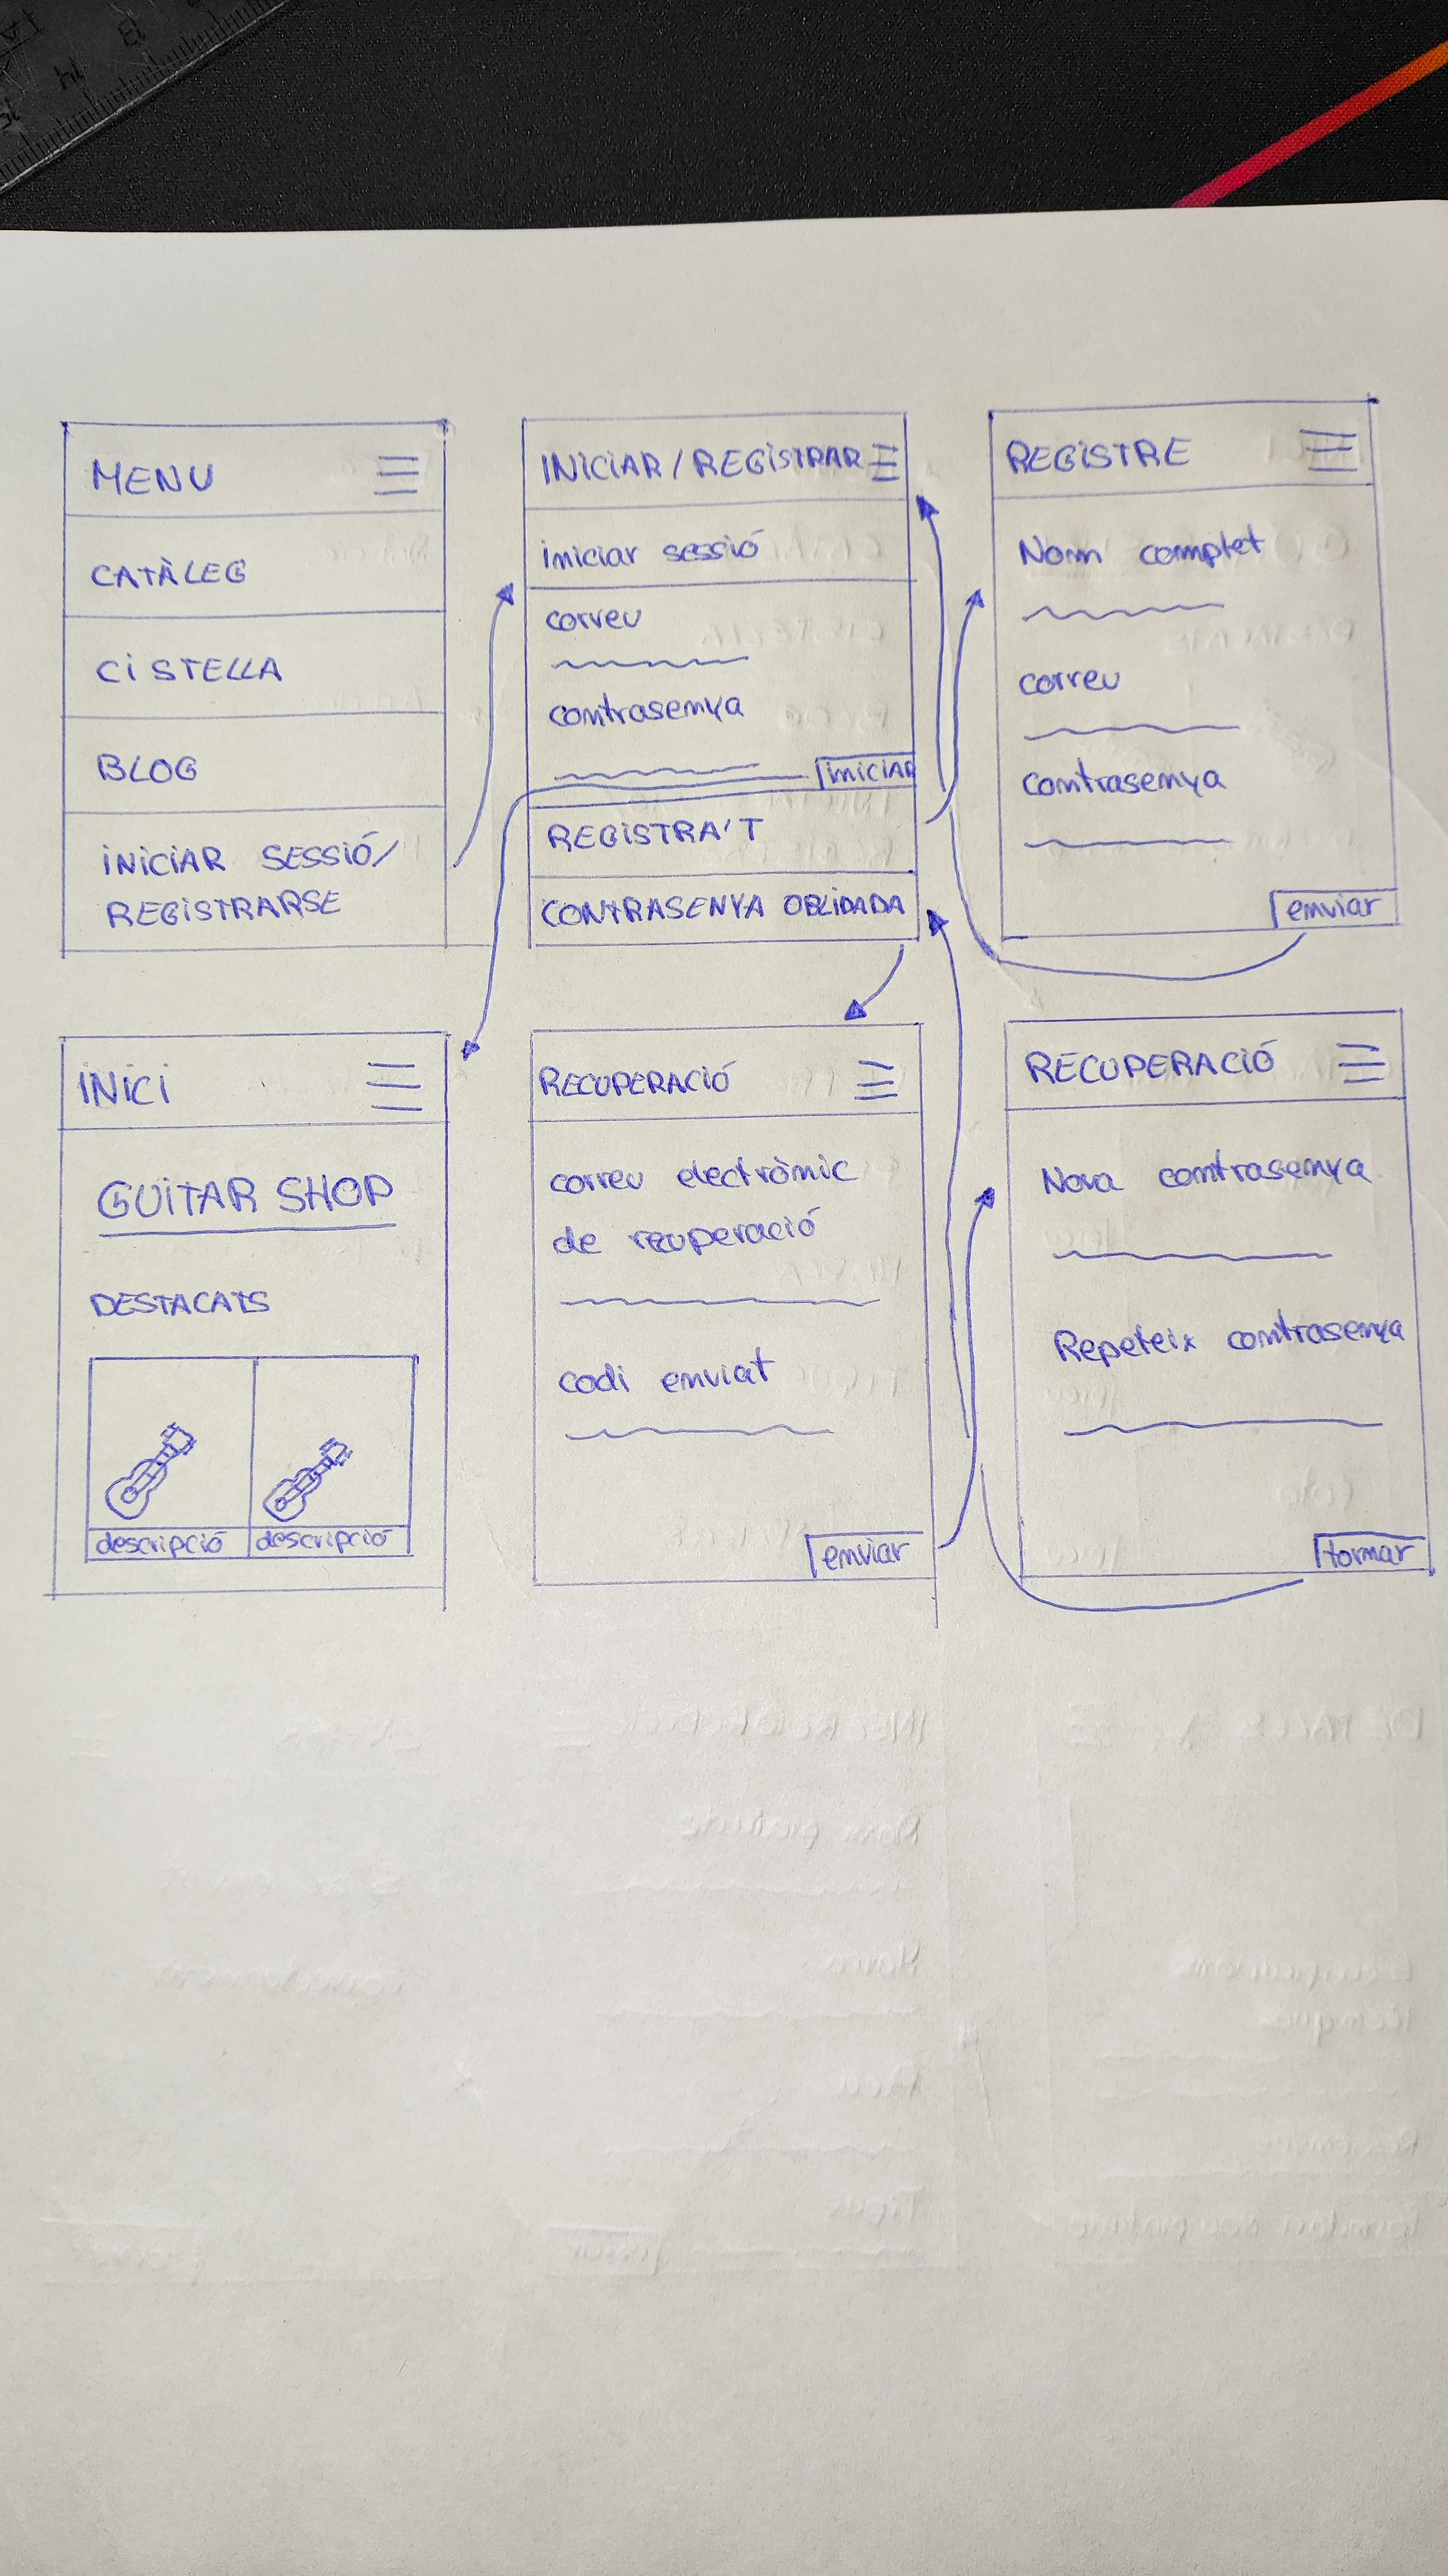 MENU
CATÀLEG
CISTELLA
BLOG
INICIAR SESSIÓ/
REGISTRARSE
INICIAR / REGISTRAR
iniciar sessió
correu
contrasenya
INICIAR
REGISTRA'T
CONTRASENYA OBLIDADA
REGISTRE
Nom complet
correu
contrasenya
enviar
INICI
GUITAR SHOP
DESTACATS
descripció
descripció
RECUPERACIÓ
correu electrònic
de recuperació
codi enviat
enviar
RECUPERACIÓ
Nova contrasenya
Repeteix contrasenya
tornar